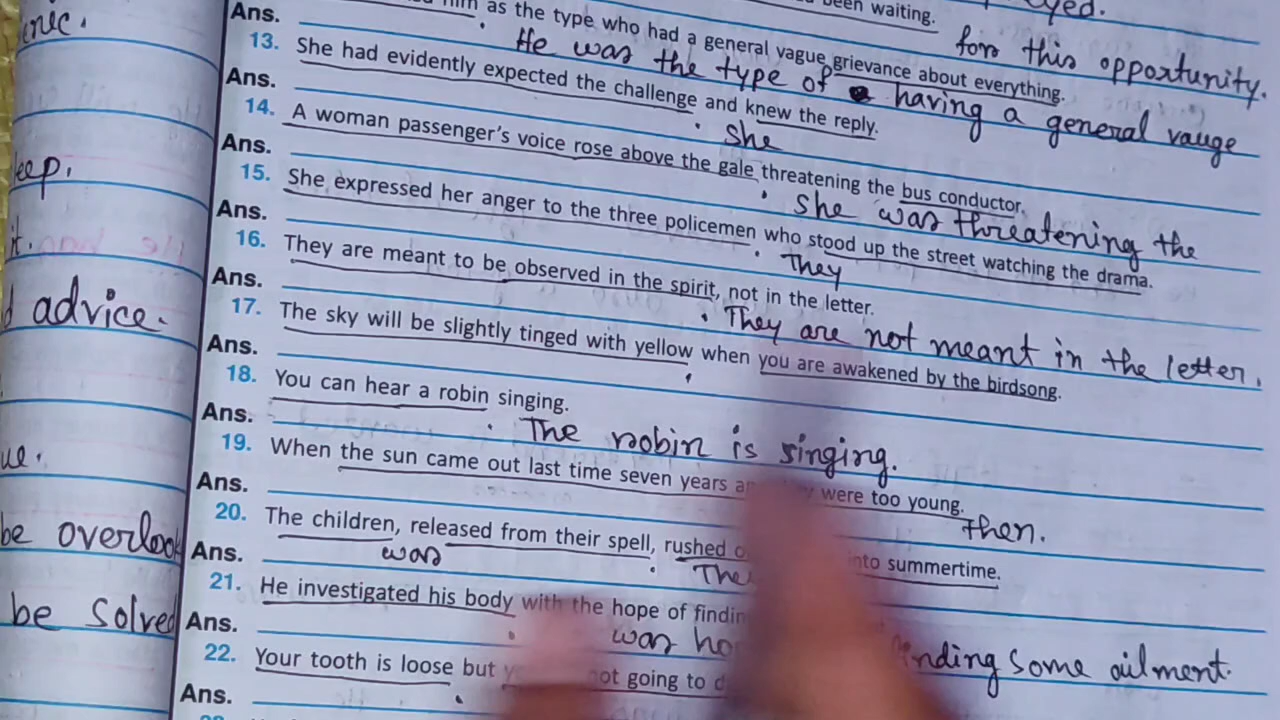 been waiting.
eyed.
him as the type who had a general vague grievance about everything.
for this opportunity.
Ans. . He was the type of having a general vauge
13. She had evidently expected the challenge and knew the reply.
Ans. . she
14. A woman passenger's voice rose above the gale threatening the bus conductor.
Ans. . She was threatening the
15. She expressed her anger to the three policemen who stood up the street watching the drama.
Ans. . They
16. They are meant to be observed in the spirit, not in the letter.
Ans. . They are not meant in the letter.
17. The sky will be slightly tinged with yellow when you are awakened by the birdsong.
Ans. .
18. You can hear a robin singing.
Ans. . The robin is singing.
19. When the sun came out last time seven years were too young.
Ans. then.
20. The children, released from their spell, rushed into summertime.
Ans. was . The
21. He investigated his body with the hope of
Ans. . was finding some ailment.
22. Your tooth is loose but not going to
Ans. .
it.
advice.
be overlook
be solved